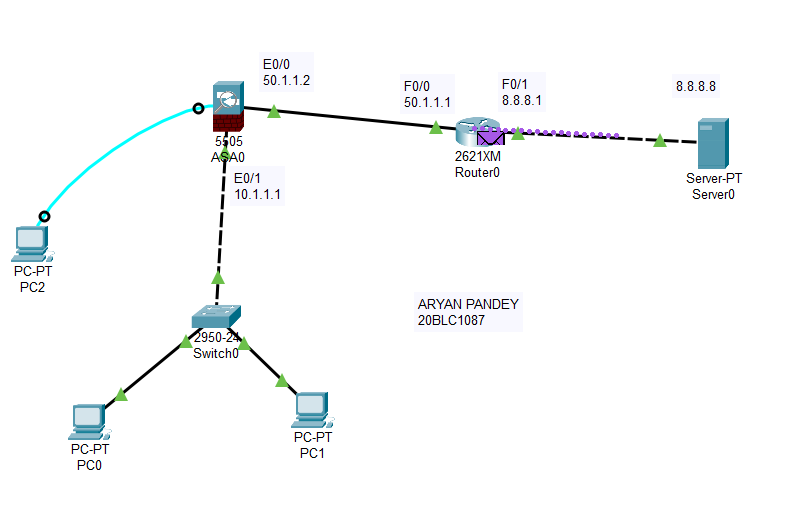 E0/0
50.1.1.2
F0/0
50.1.1.1
F0/1
8.8.8.1
8.8.8.8
5505
ASA0
2621XM
Router0
Server-PT
Server0
E0/1
10.1.1.1
PC-PT
PC2
ARYAN PANDEY
20BLC1087
2950-24
Switch0
PC-PT
PC0
PC-PT
PC1